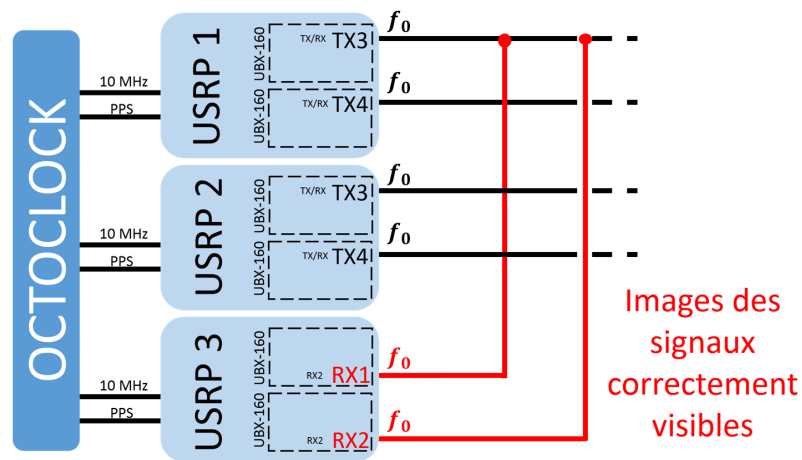 OCTOCLOCK
10 MHz
PPS
USRP 1
UBX-160
TX/RX TX3
f₀
UBX-160
TX/RX TX4
f₀
10 MHz
PPS
USRP 2
UBX-160
TX/RX TX3
f₀
UBX-160
TX/RX TX4
f₀
10 MHz
PPS
USRP 3
UBX-160
RX2 RX1
f₀
UBX-160
RX2 RX2
f₀
Images des
signaux
correctement
visibles